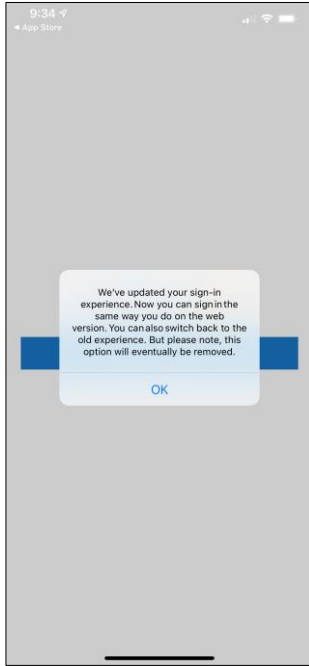 9:34
◀ App Store
We've updated your sign-in
experience. Now you can sign in the
same way you do on the web
version. You can also switch back to the
old experience. But please note, this
option will eventually be removed.
OK